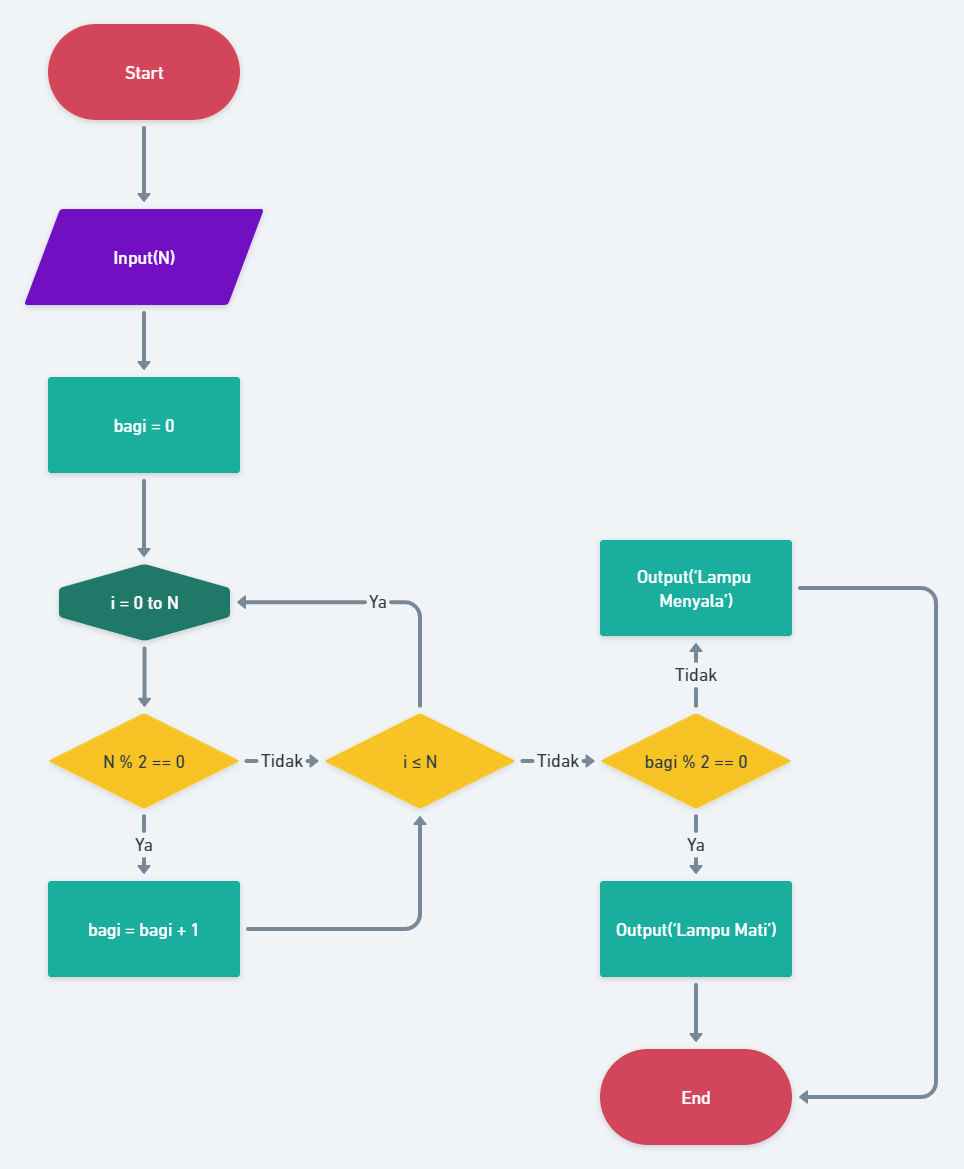 Start
Input(N)
bagi = 0
i = 0 to N
Ya
N % 2 == 0
Tidak
i ≤ N
Tidak
bagi % 2 == 0
Ya
bagi = bagi + 1
Tidak
Output(‘Lampu
Menyala’)
Ya
Output(‘Lampu Mati’)
End